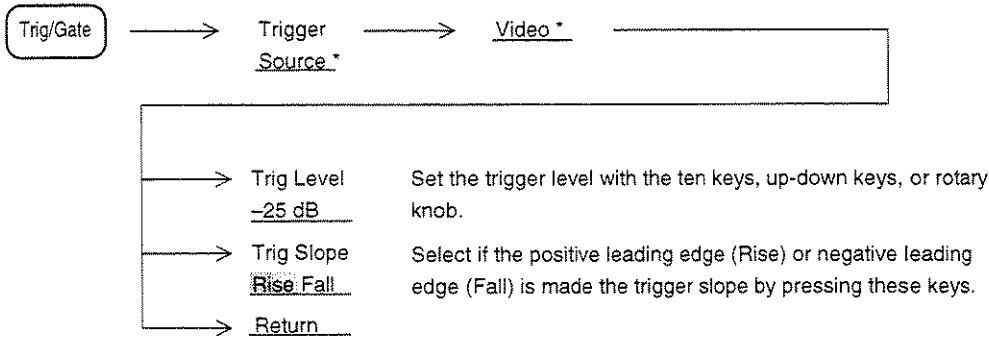 Trig/Gate
Trigger
Source *
Video *
Trig Level
–25 dB
Set the trigger level with the ten keys, up-down keys, or rotary
knob.
Trig Slope
Rise Fall
Select if the positive leading edge (Rise) or negative leading
edge (Fall) is made the trigger slope by pressing these keys.
Return